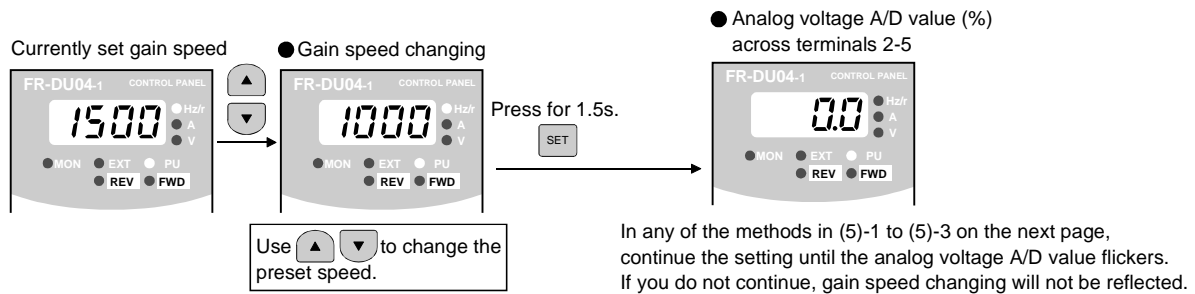 ● Analog voltage A/D value (%)
across terminals 2-5
Currently set gain speed
● Gain speed changing
FR-DU04-1 CONTROL PANEL
1500
Hz/r
A
V
MON EXT PU
REV FWD
▲
▼
FR-DU04-1 CONTROL PANEL
1000
Hz/r
A
V
MON EXT PU
REV FWD
Press for 1.5s.
SET
FR-DU04-1 CONTROL PANEL
0.0
Hz/r
A
V
MON EXT PU
REV FWD
Use ▲ ▼ to change the
preset speed.
In any of the methods in (5)-1 to (5)-3 on the next page,
continue the setting until the analog voltage A/D value flickers.
If you do not continue, gain speed changing will not be reflected.